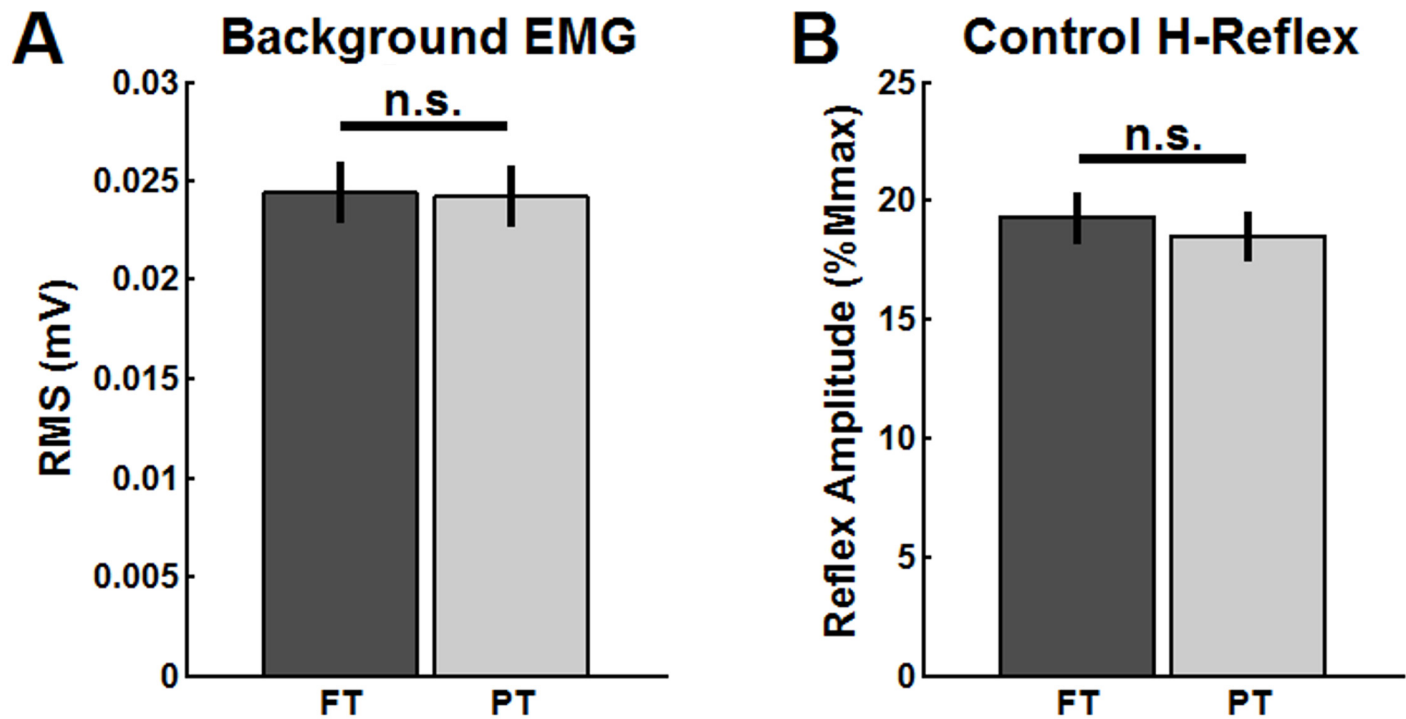 A Background EMG
0.03
0.025
0.02
0.015
0.01
0.005
0
RMS (mV)
n.s.
FT PT
B Control H-Reflex
25
20
15
10
5
0
Reflex Amplitude (%Mmax)
n.s.
FT PT